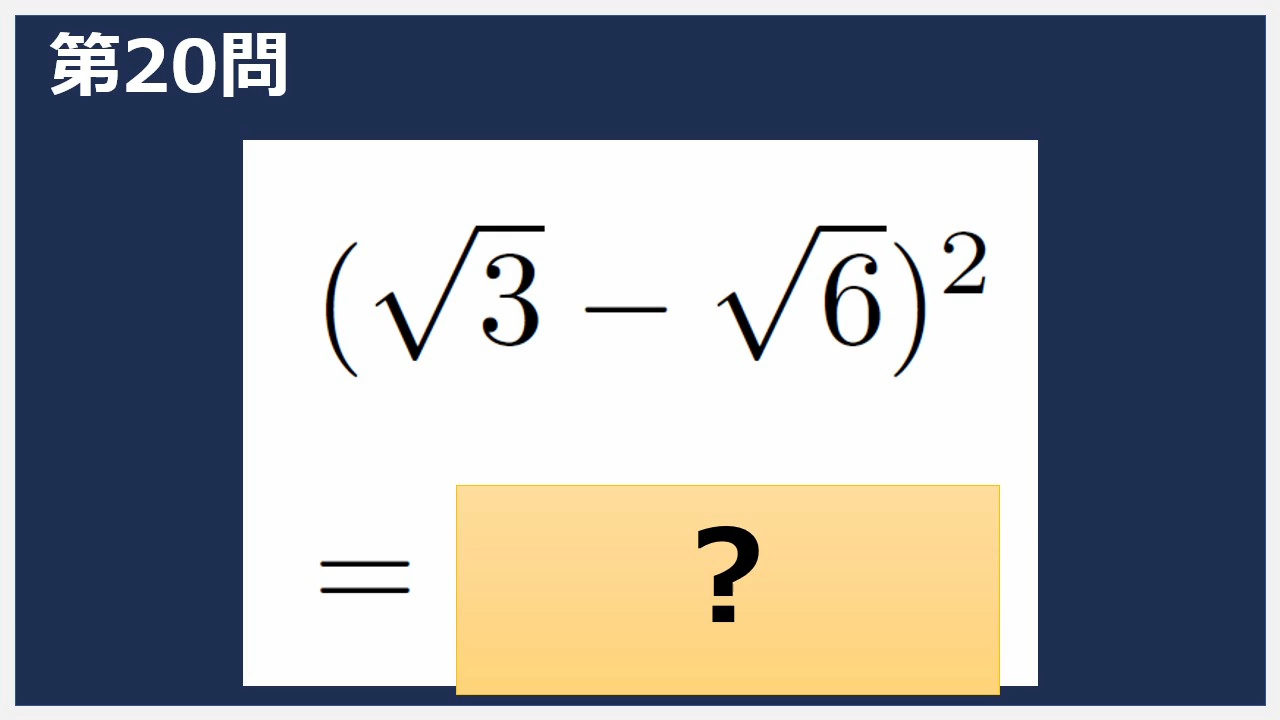 第20問
(√3 − √6)²
= ?